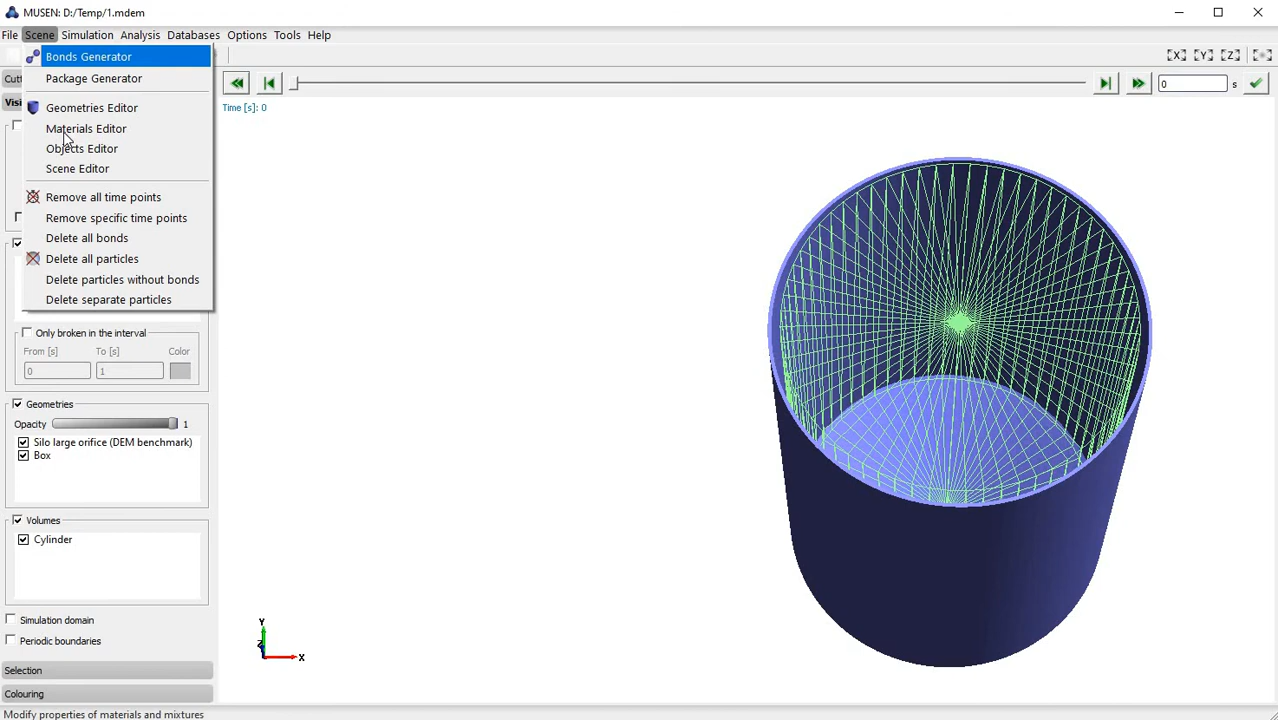 MUSEN: D:/Temp/1.mdem
File Scene Simulation Analysis Databases Options Tools Help
[X] [Y] [Z]
Bonds Generator
Package Generator
Geometries Editor
Materials Editor
Objects Editor
Scene Editor
Remove all time points
Remove specific time points
Delete all bonds
Delete all particles
Delete particles without bonds
Delete separate particles
0 s
Time [s]: 0
Only broken in the interval
From [s] To [s] Color
0 1
Geometries
Opacity 1
Silo large orifice (DEM benchmark)
Box
Volumes
Cylinder
Simulation domain
Periodic boundaries
Selection
Colouring
Y
Z
X
Modify properties of materials and mixtures